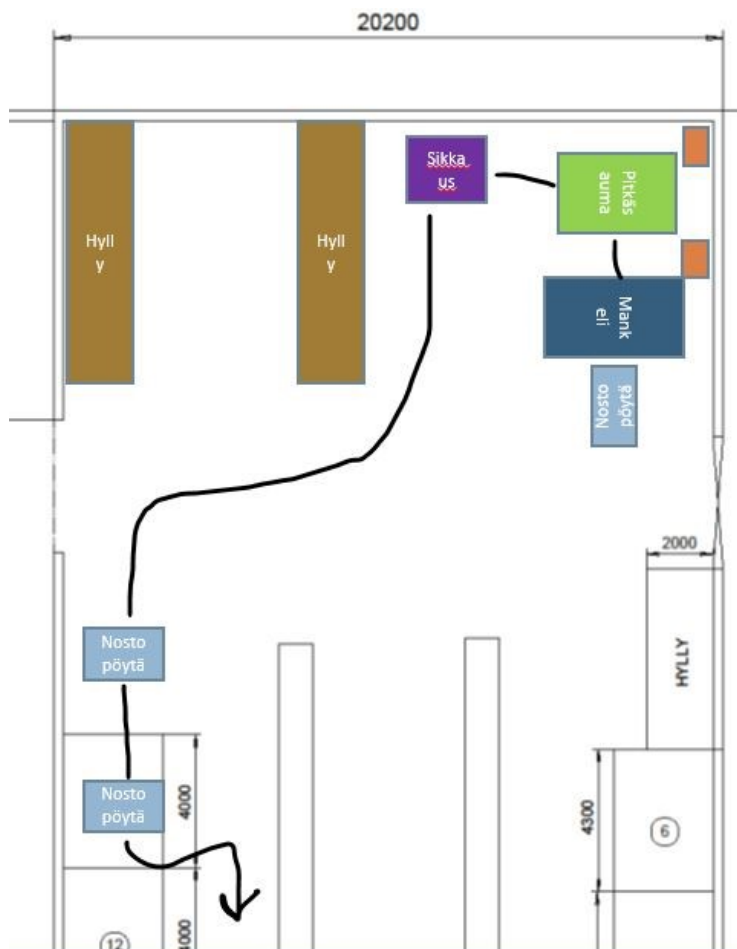 20200
Sikka
us
Pitkäs
auma
Hyll
y
Hyll
y
Mank
eli
Nosto
pöytä
2000
HYLLY
Nosto
pöytä
Nosto
pöytä
4000
4300
6
12